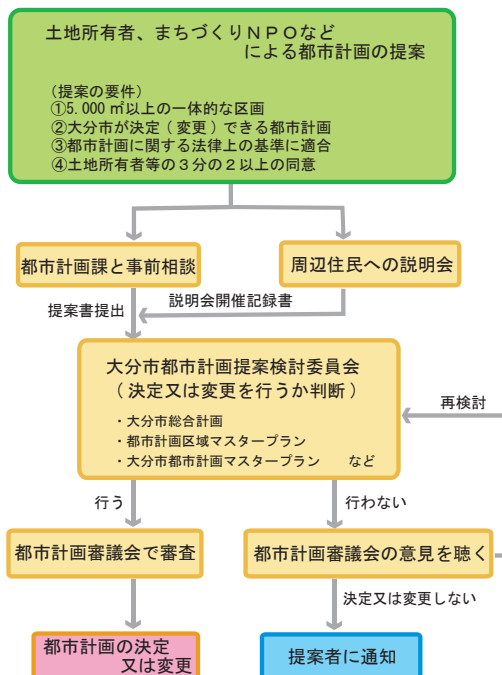 土地所有者、まちづくりＮＰＯなど
による都市計画の提案
(提案の要件)
①5.000㎡以上の一体的な区画
②大分市が決定(変更)できる都市計画
③都市計画に関する法律上の基準に適合
④土地所有者等の３分の２以上の同意
都市計画課と事前相談
周辺住民への説明会
提案書提出
説明会開催記録書
大分市都市計画提案検討委員会
(決定又は変更を行うか判断)
・大分市総合計画
・都市計画区域マスタープラン
・大分市都市計画マスタープラン　など
再検討
行う
行わない
都市計画審議会で審査
都市計画審議会の意見を聴く
決定又は変更しない
都市計画の決定
又は変更
提案者に通知